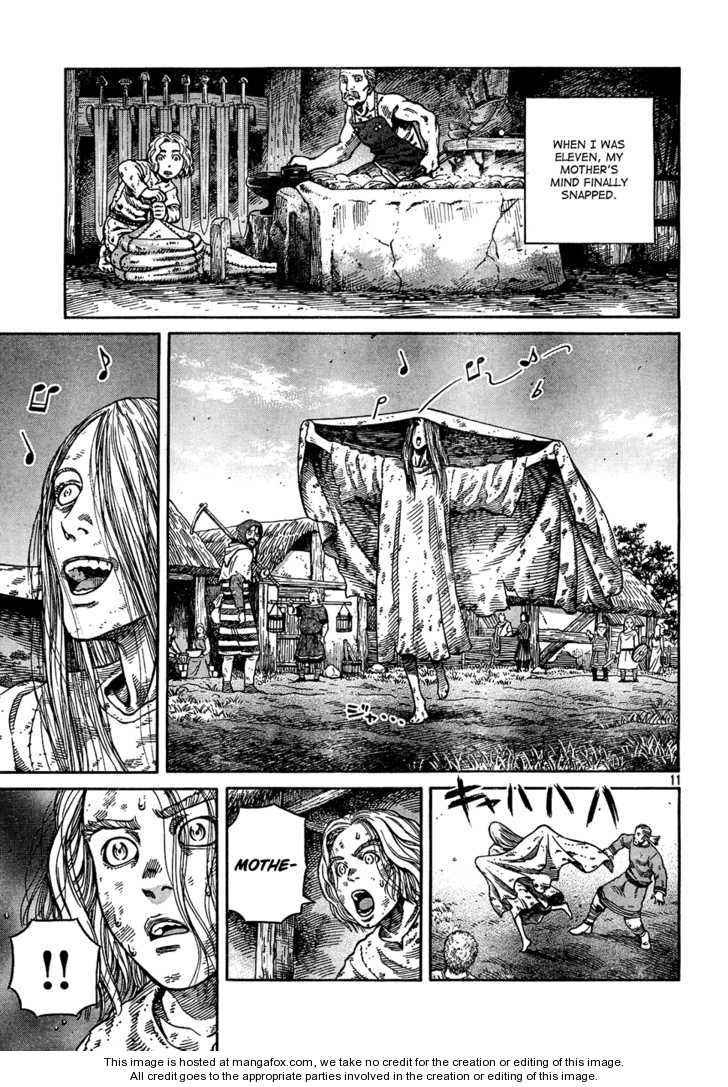 WHEN I WAS
ELEVEN, MY
MOTHER'S
MIND FINALLY
SNAPPED.
ジャ・・・
11
キャハハハ
MOTHE-
!!
This image is hosted at mangafox.com, we take no credit for the creation or editing of this image.
All credit goes to the appropriate parties involved in the creation or editing of this image.